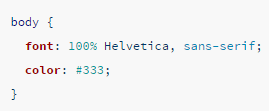 body {
  font: 100% Helvetica, sans-serif;
  color: #333;
}